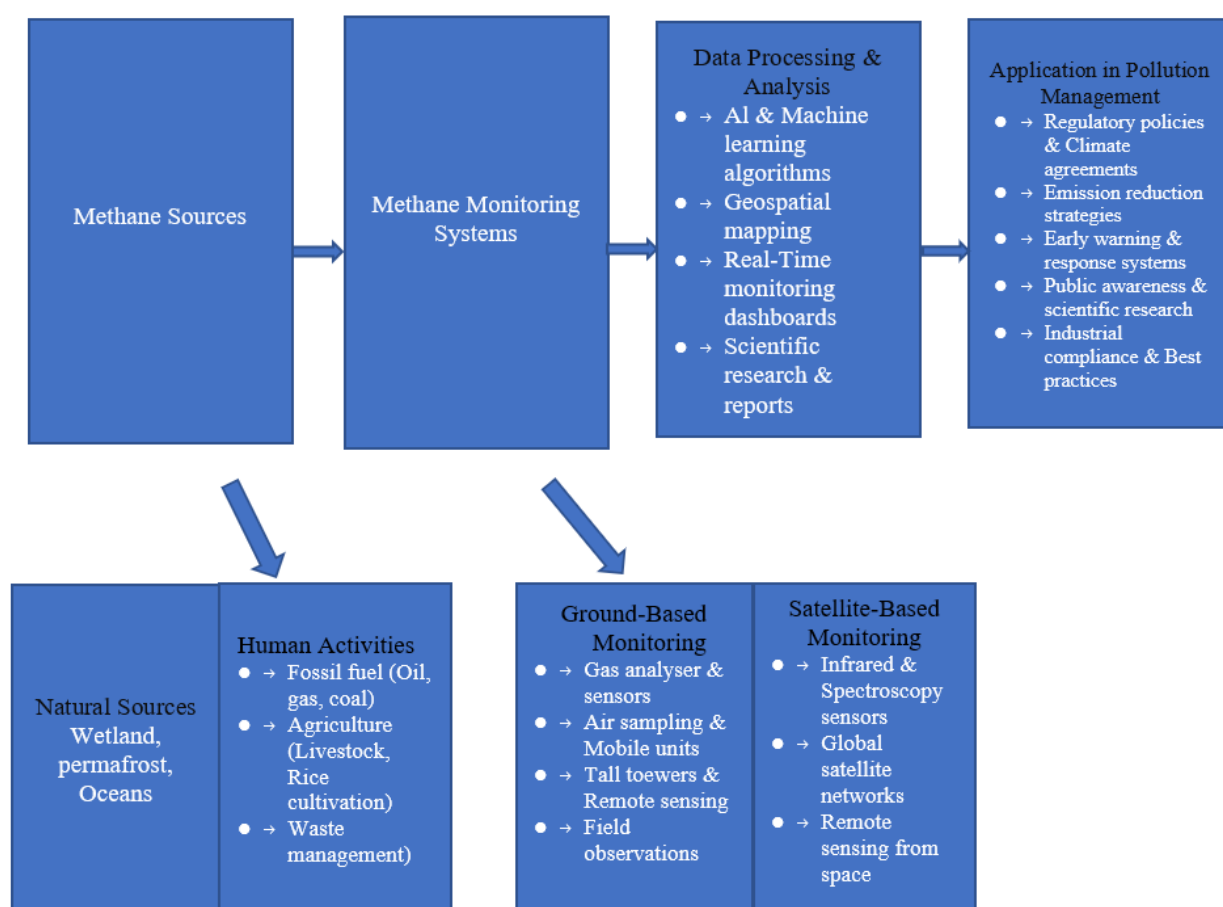 Methane Sources
Methane Monitoring
Systems
Data Processing &
Analysis
● → Al & Machine
learning
algorithms
● → Geospatial
mapping
● → Real-Time
monitoring
dashboards
● → Scientific
research &
reports
Application in Pollution
Management
● → Regulatory policies
& Climate
agreements
● → Emission reduction
strategies
● → Early warning &
response systems
● → Public awareness &
scientific research
● → Industrial
compliance & Best
practices
Natural Sources
Wetland,
permafrost,
Oceans
Human Activities
● → Fossil fuel (Oil,
gas, coal)
● → Agriculture
(Livestock,
Rice
cultivation)
● → Waste
management)
Ground-Based
Monitoring
● → Gas analyser &
sensors
● → Air sampling &
Mobile units
● → Tall toewers &
Remote sensing
● → Field
observations
Satellite-Based
Monitoring
● → Infrared &
Spectroscopy
sensors
● → Global
satellite
networks
● → Remote
sensing from
space